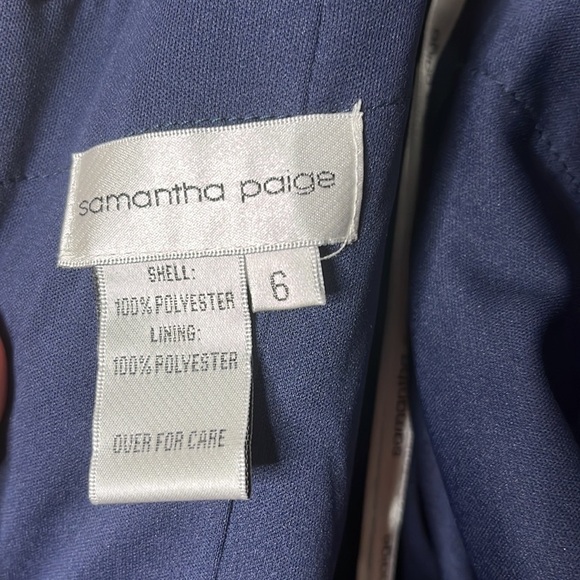 samantha paige
6
SHELL:
100% POLYESTER
LINING:
100% POLYESTER
OVER FOR CARE